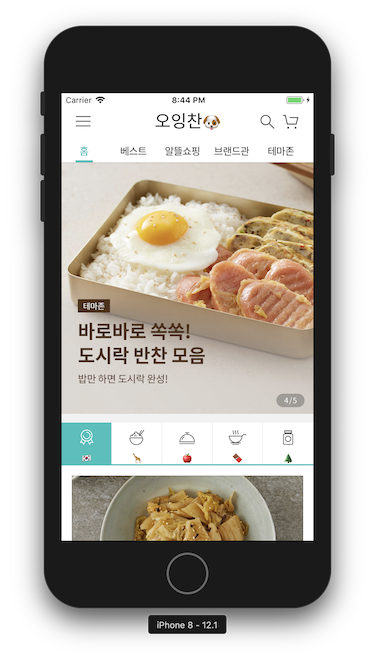 Carrier
8:44 PM
오잉찬🐶
홈 베스트 알뜰쇼핑 브랜드관 테마존
테마존
바로바로 쏙쏙!
도시락 반찬 모음
밥만 하면 도시락 완성!
4/5
🇰🇷 🦒 🍎 🍫 🌲
iPhone 8 - 12.1